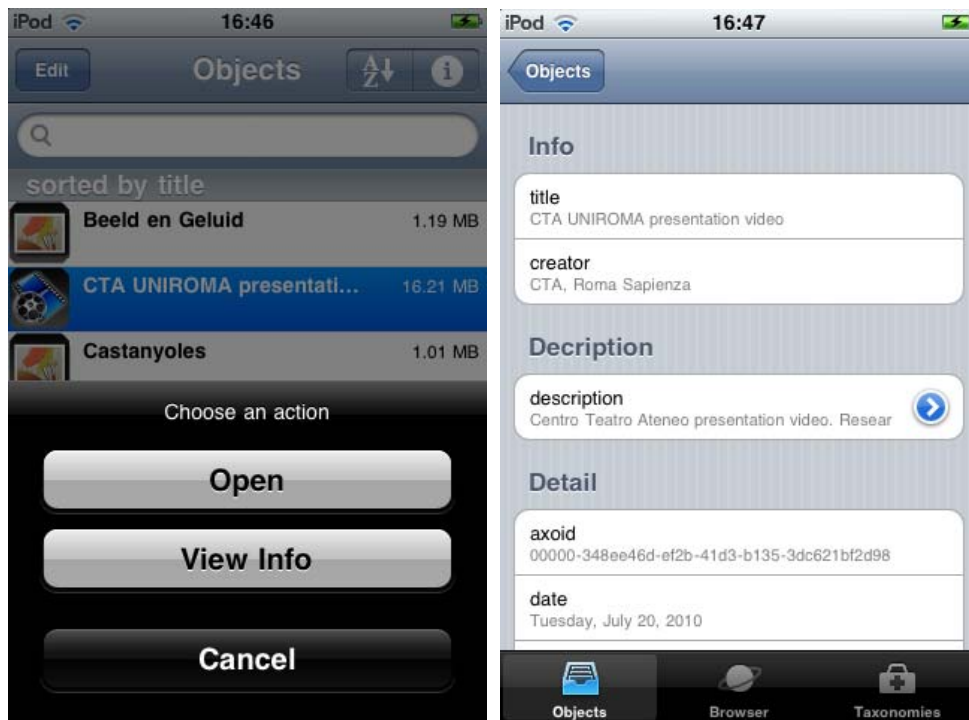 iPod 16:46
Edit Objects AZ i
sorted by title
Beeld en Geluid 1.19 MB
CTA UNIROMA presentati... 16.21 MB
Castanyoles 1.01 MB
Choose an action
Open
View Info
Cancel
iPod 16:47
Objects
Info
title
CTA UNIROMA presentation video
creator
CTA, Roma Sapienza
Decription
description
Centro Teatro Ateneo presentation video. Resear
Detail
axoid
00000-348ee46d-ef2b-41d3-b135-3dc621bf2d98
date
Tuesday, July 20, 2010
Objects Browser Taxonomies